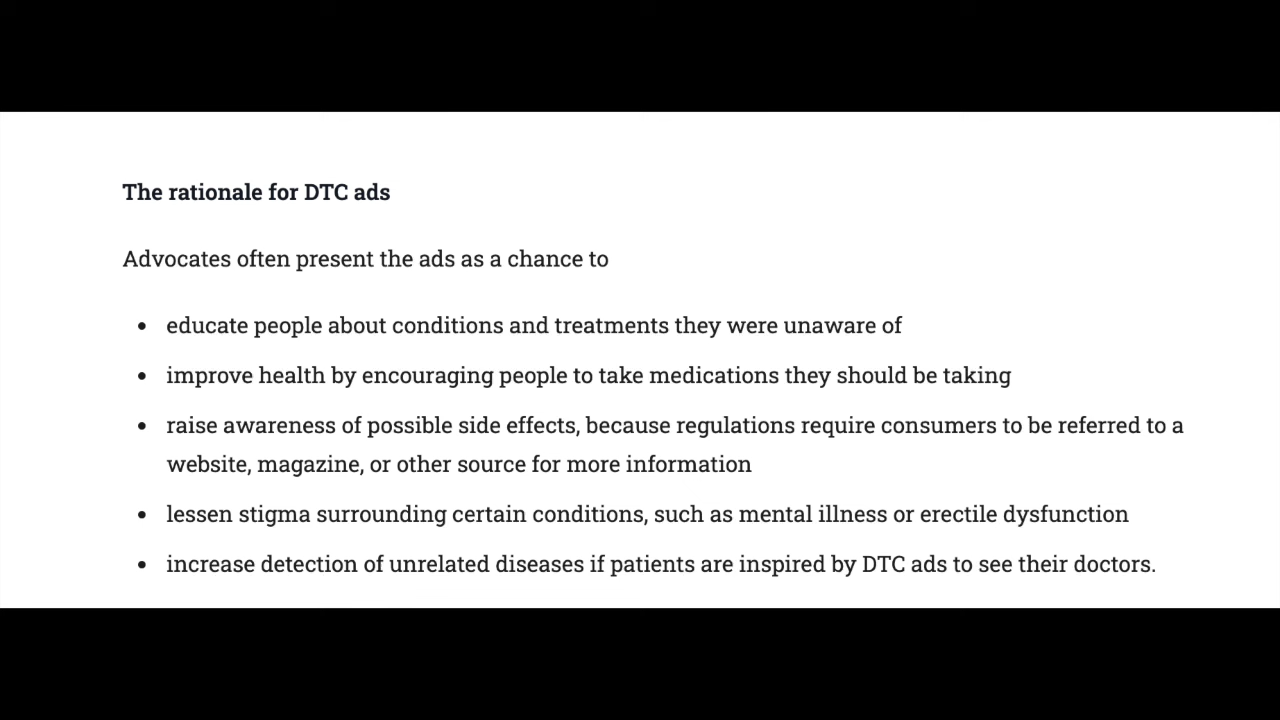 The rationale for DTC ads
Advocates often present the ads as a chance to
• educate people about conditions and treatments they were unaware of
• improve health by encouraging people to take medications they should be taking
• raise awareness of possible side effects, because regulations require consumers to be referred to a
website, magazine, or other source for more information
• lessen stigma surrounding certain conditions, such as mental illness or erectile dysfunction
• increase detection of unrelated diseases if patients are inspired by DTC ads to see their doctors.